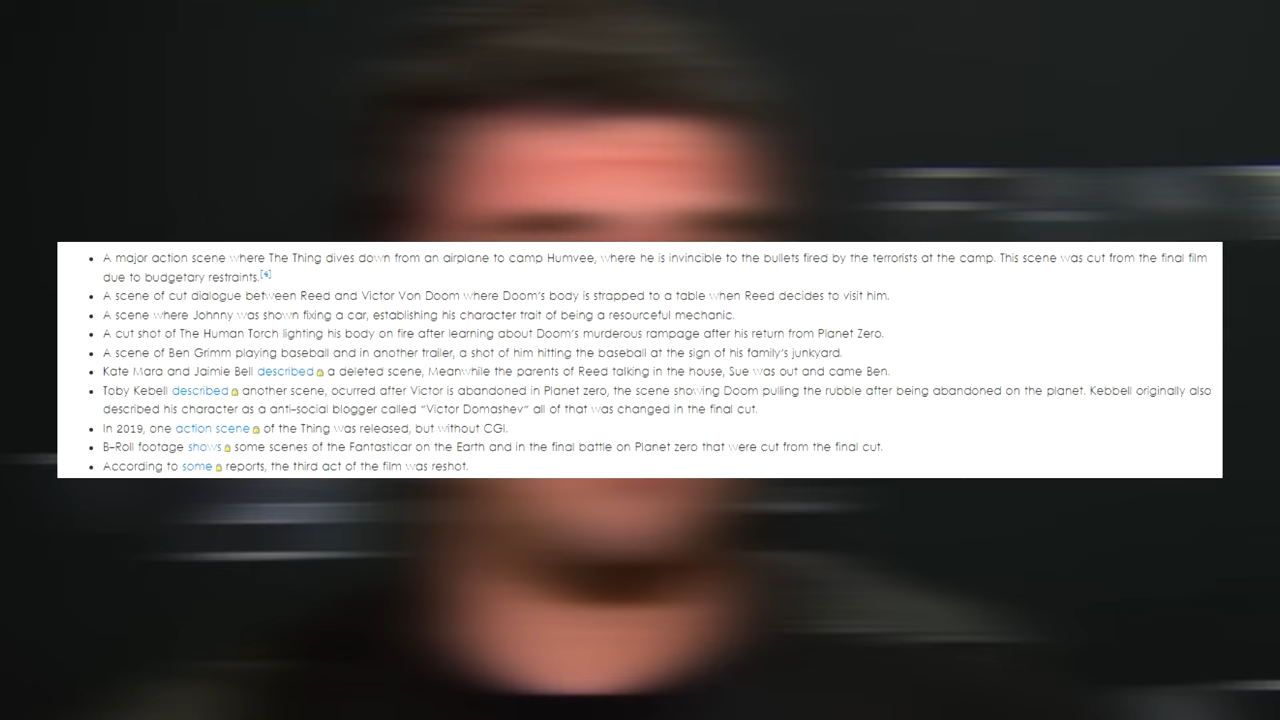 A major action scene where The Thing dives down from an airplane to camp Humvee, where he is invincible to the bullets fired by the terrorists at the camp. This scene was cut from the final film
due to budgetary restraints.[4]
A scene of cut dialogue between Reed and Victor Von Doom where Doom's body is strapped to a table when Reed decides to visit him.
A scene where Johnny was shown fixing a car, establishing his character trait of being a resourceful mechanic.
A cut shot of The Human Torch lighting his body on fire after learning about Doom's murderous rampage after his return from Planet Zero.
A scene of Ben Grimm playing baseball and in another trailer, a shot of him hitting the baseball at the sign of his family's junkyard.
Kate Mara and Jaimie Bell described a deleted scene, Meanwhile the parents of Reed talking in the house, Sue was out and came Ben.
Toby Kebell described another scene, ocurred after Victor is abandoned in Planet zero, the scene showing Doom pulling the rubble after being abandoned on the planet. Kebbell originally also
described his character as a anti-social blogger called "Victor Domashev" all of that was changed in the final cut.
In 2019, one action scene of the Thing was released, but without CGI.
B-Roll footage shows some scenes of the Fantasticar on the Earth and in the final battle on Planet zero that were cut from the final cut.
According to some reports, the third act of the film was reshot.